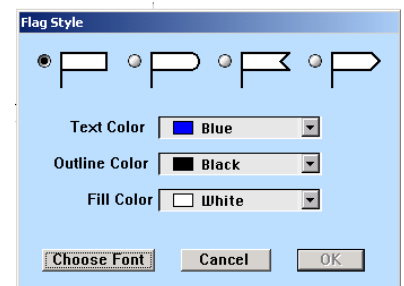 Flag Style
Text Color Blue
Outline Color Black
Fill Color White
Choose Font Cancel OK